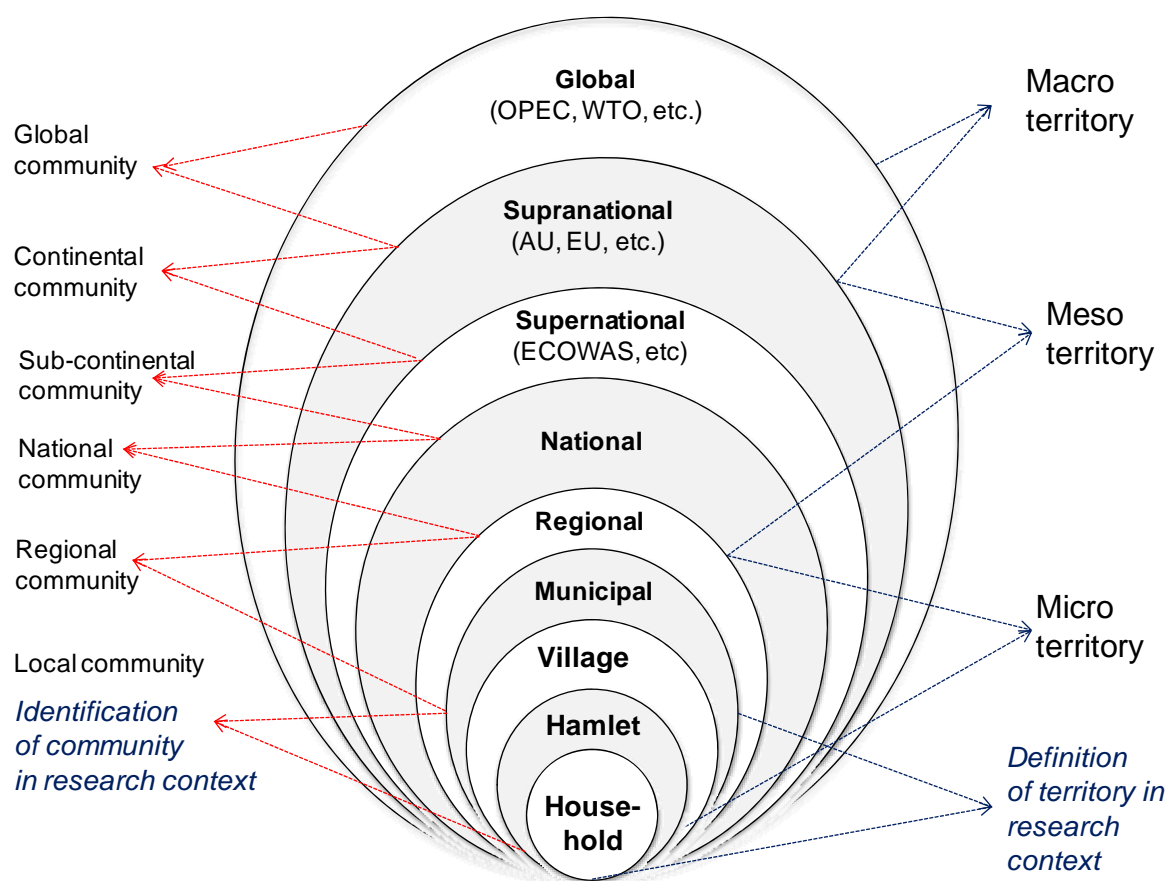 Global
(OPEC, WTO, etc.)
Supranational
(AU, EU, etc.)
Supernational
(ECOWAS, etc)
National
Regional
Municipal
Village
Hamlet
House-
hold
Global
community
Continental
community
Sub-continental
community
National
community
Regional
community
Local community
Identification
of community
in research context
Macro
territory
Meso
territory
Micro
territory
Definition
of territory in
research
context